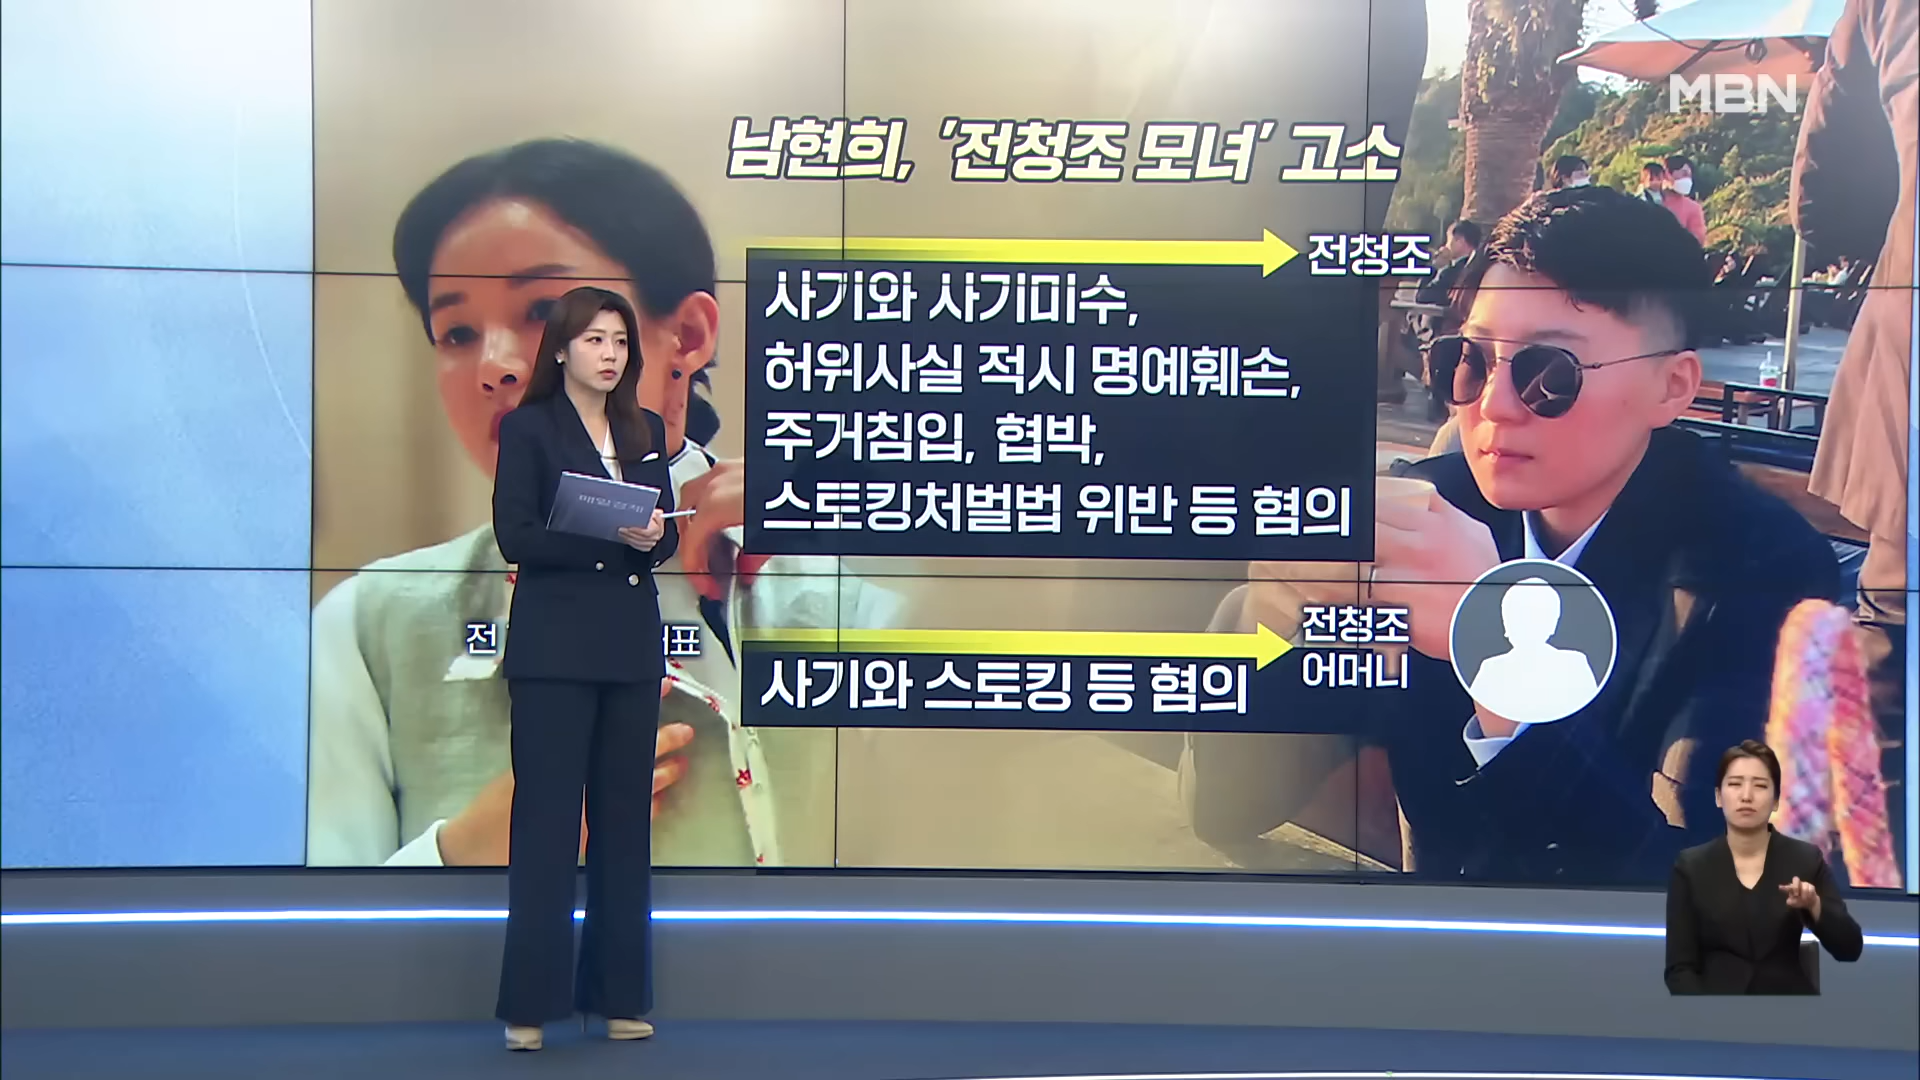 MBN
남현희, '전청조 모녀' 고소
전청조
사기와 사기미수,
허위사실 적시 명예훼손,
주거침입, 협박,
스토킹처벌법 위반 등 혐의
전
표
전청조
어머니
사기와 스토킹 등 혐의